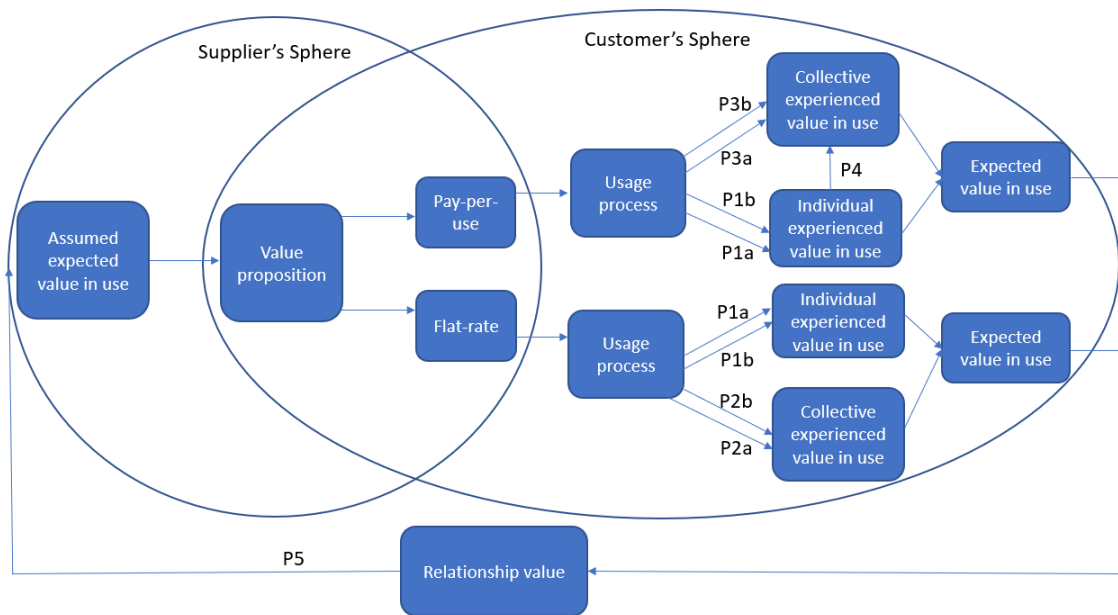 Supplier's Sphere
Customer's Sphere
Assumed
expected
value in use
Value
proposition
Pay-per-
use
Flat-rate
Usage
process
P3b
P3a
P1b
P1a
Collective
experienced
value in use
P4
Individual
experienced
value in use
Expected
value in use
Usage
process
P1a
P1b
P2b
P2a
Individual
experienced
value in use
Collective
experienced
value in use
Expected
value in use
P5
Relationship value